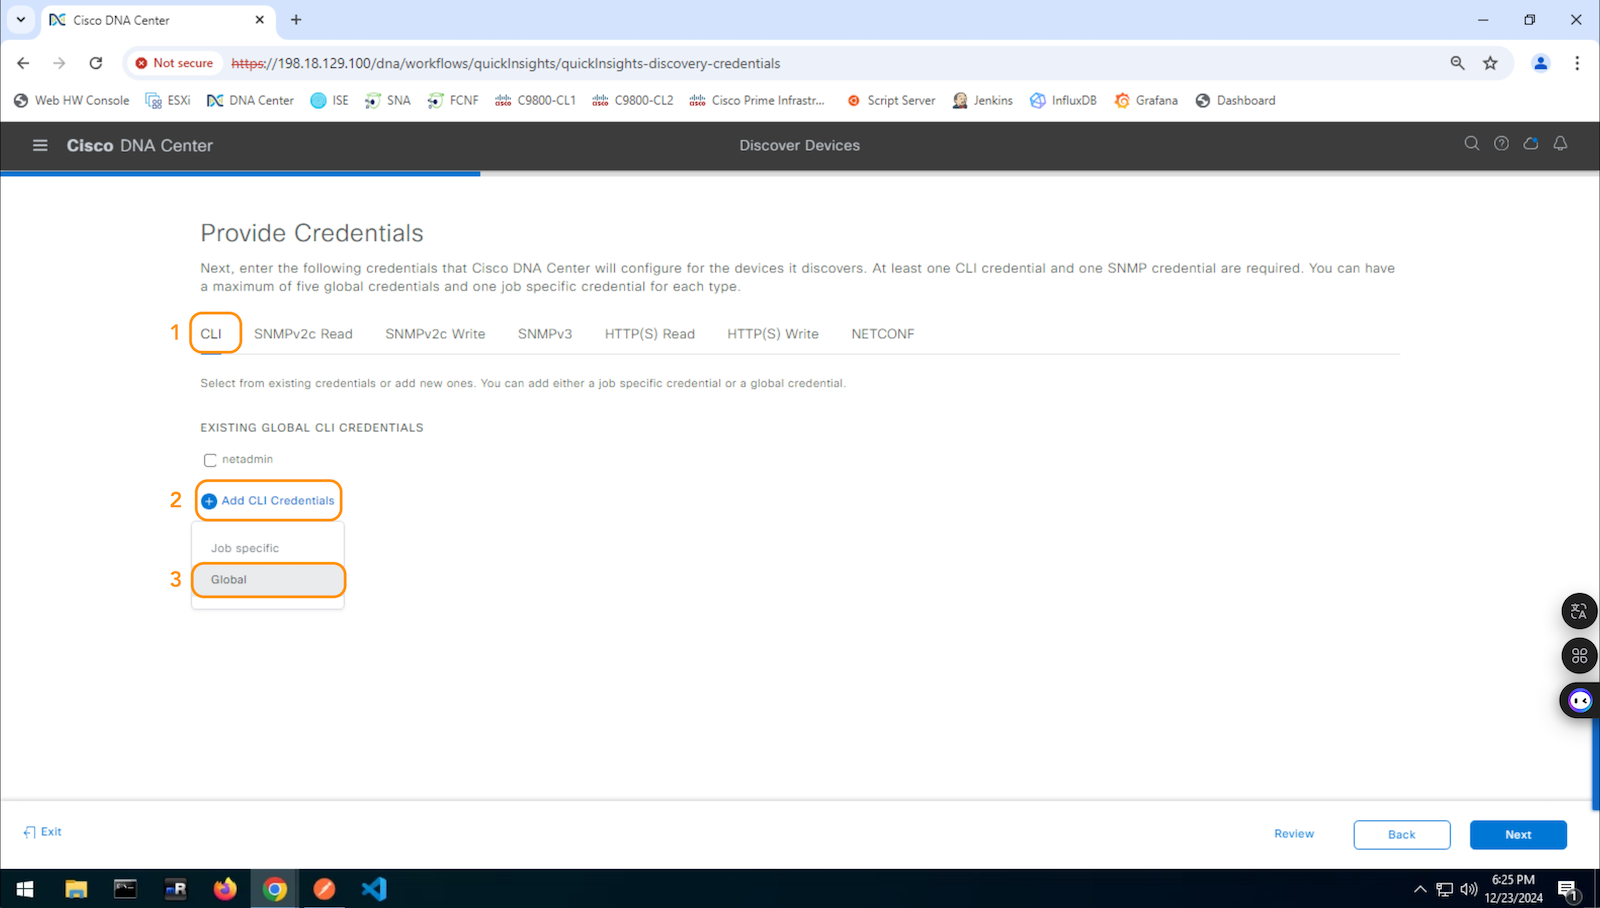 Cisco DNA Center
Not secure https://198.18.129.100/dna/workflows/quickInsights/quickInsights-discovery-credentials
Web HW Console ESXi DNA Center ISE SNA FCNF C9800-CL1 C9800-CL2 Cisco Prime Infrastr... Script Server Jenkins InfluxDB Grafana Dashboard
Cisco DNA Center Discover Devices
Provide Credentials
Next, enter the following credentials that Cisco DNA Center will configure for the devices it discovers. At least one CLI credential and one SNMP credential are required. You can have
a maximum of five global credentials and one job specific credential for each type.
1 CLI SNMPv2c Read SNMPv2c Write SNMPv3 HTTP(S) Read HTTP(S) Write NETCONF
Select from existing credentials or add new ones. You can add either a job specific credential or a global credential.
EXISTING GLOBAL CLI CREDENTIALS
netadmin
2 Add CLI Credentials
Job specific
3 Global
Exit Review Back Next
6:25 PM
12/23/2024
1